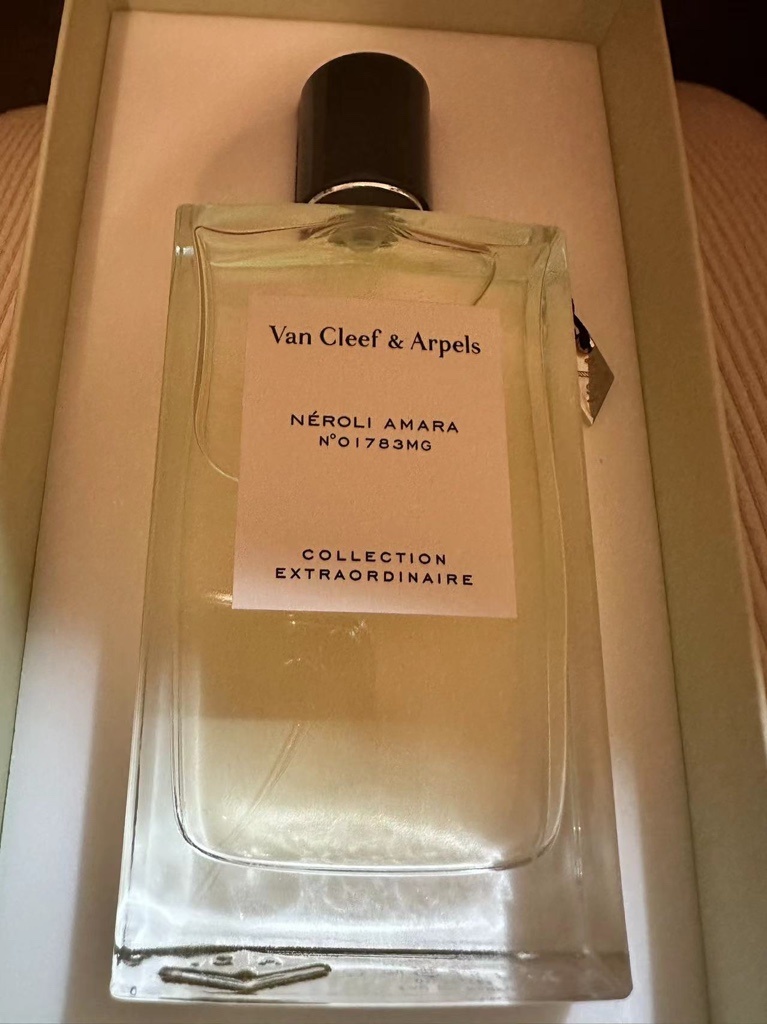 Van Cleef & Arpels
NÉROLI AMARA
N°01783MG
COLLECTION
EXTRAORDINAIRE